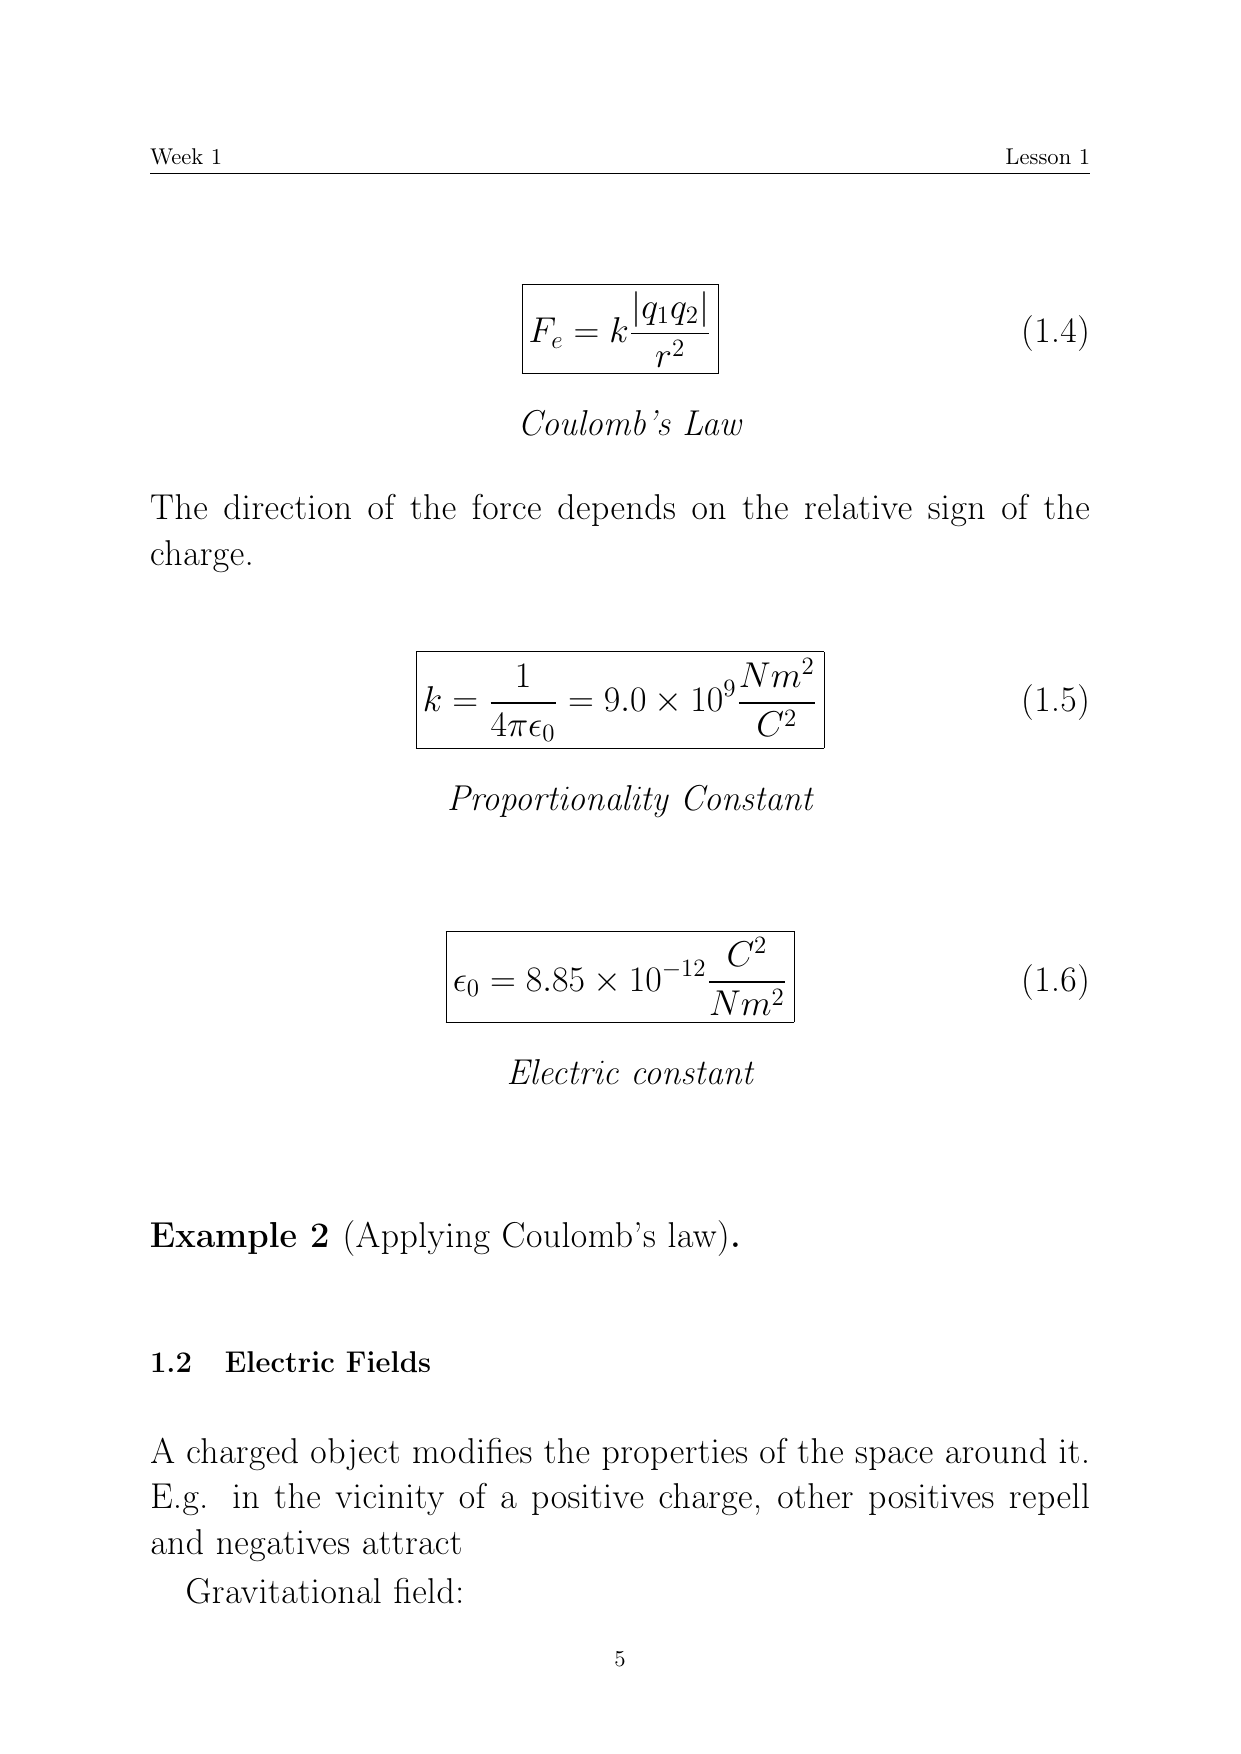 Week 1 Lesson 1
F_e = k \frac{|q_1 q_2|}{r^2} (1.4)
Coulomb's Law
The direction of the force depends on the relative sign of the
charge.
k = \frac{1}{4\pi\epsilon_0} = 9.0 × 10^9 \frac{Nm^2}{C^2} (1.5)
Proportionality Constant
\epsilon_0 = 8.85 × 10^{-12} \frac{C^2}{Nm^2} (1.6)
Electric constant
Example 2 (Applying Coulomb's law).
1.2 Electric Fields
A charged object modifies the properties of the space around it.
E.g. in the vicinity of a positive charge, other positives repell
and negatives attract
Gravitational field:
5